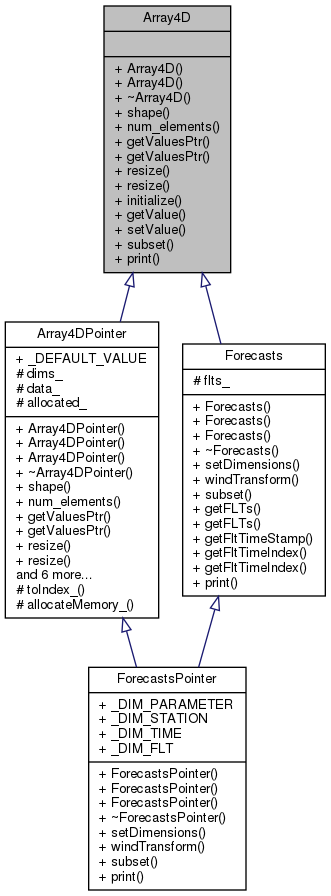 Array4D
+ Array4D()
+ Array4D()
+ ~Array4D()
+ shape()
+ num_elements()
+ getValuesPtr()
+ getValuesPtr()
+ resize()
+ resize()
+ initialize()
+ getValue()
+ setValue()
+ subset()
+ print()
Array4DPointer
+ _DEFAULT_VALUE
# dims_
# data_
# allocated_
+ Array4DPointer()
+ Array4DPointer()
+ Array4DPointer()
+ ~Array4DPointer()
+ shape()
+ num_elements()
+ getValuesPtr()
+ getValuesPtr()
+ resize()
+ resize()
and 6 more...
# toIndex_()
# allocateMemory_()
Forecasts
# flts_
+ Forecasts()
+ Forecasts()
+ Forecasts()
+ ~Forecasts()
+ setDimensions()
+ windTransform()
+ subset()
+ getFLTs()
+ getFLTs()
+ getFltTimeStamp()
+ getFltTimeIndex()
+ getFltTimeIndex()
+ print()
ForecastsPointer
+ _DIM_PARAMETER
+ _DIM_STATION
+ _DIM_TIME
+ _DIM_FLT
+ ForecastsPointer()
+ ForecastsPointer()
+ ForecastsPointer()
+ ~ForecastsPointer()
+ setDimensions()
+ windTransform()
+ subset()
+ print()